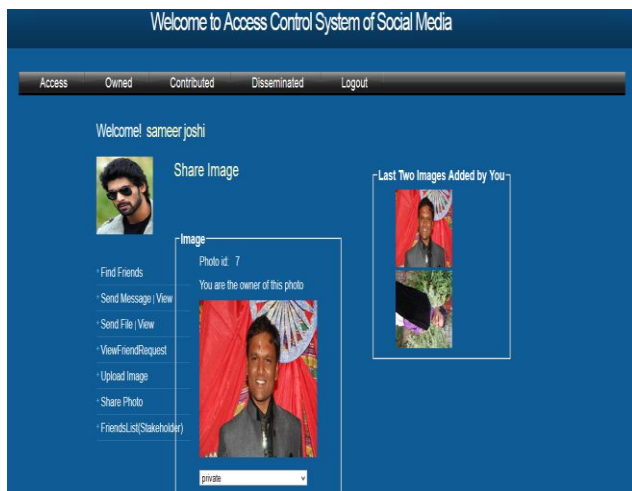 Welcome to Access Control System of Social Media
Access Owned Contributed Disseminated Logout
Welcome! sameer joshi
Share Image
Last Two Images Added by You
Image
Photo id: 7
You are the owner of this photo
Find Friends
Send Message | View
Send File | View
ViewFriendRequest
Upload Image
Share Photo
FriendsList(Stakeholder)
private